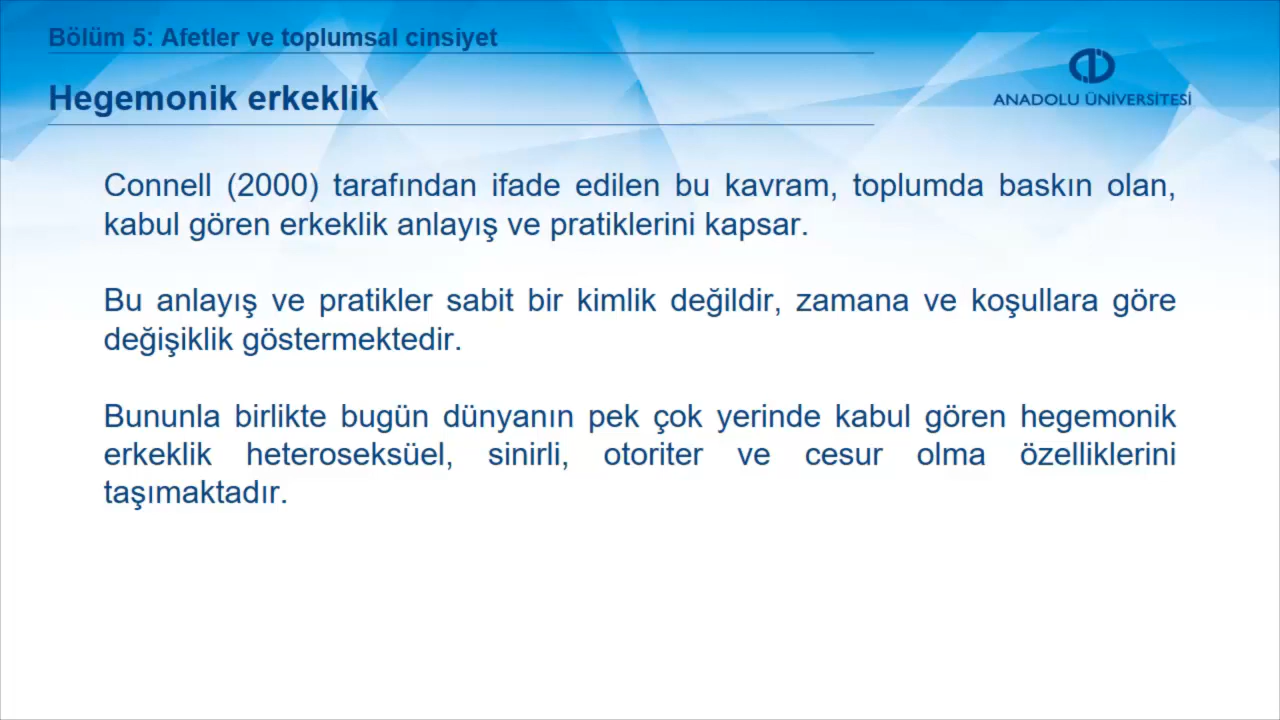 Bölüm 5: Afetler ve toplumsal cinsiyet
Hegemonik erkeklik
ANADOLU ÜNİVERSİTESİ
Connell (2000) tarafından ifade edilen bu kavram, toplumda baskın olan,
kabul gören erkeklik anlayış ve pratiklerini kapsar.
Bu anlayış ve pratikler sabit bir kimlik değildir, zamana ve koşullara göre
değişiklik göstermektedir.
Bununla birlikte bugün dünyanın pek çok yerinde kabul gören hegemonik
erkeklik heteroseksüel, sinirli, otoriter ve cesur olma özelliklerini
taşımaktadır.